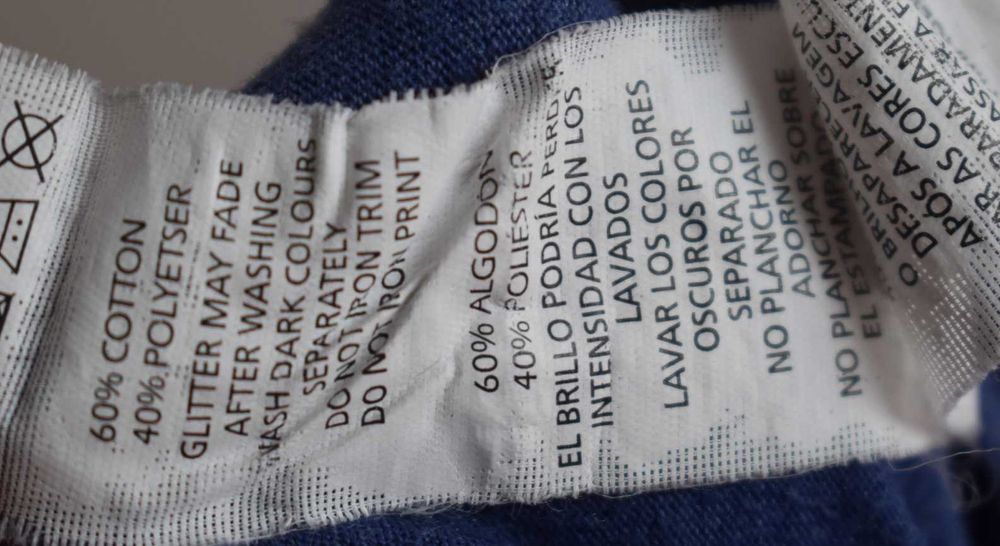 60% COTTON
40% POLYETSER
GLITTER MAY FADE
AFTER WASHING
WASH DARK COLOURS
SEPARATELY
DO NOT IRON TRIM
DO NOT IRON PRINT
60% ALGODÓN
40% POLIÉSTER
EL BRILLO PODRÍA PERDER
INTENSIDAD CON LOS
LAVADOS
LAVAR LOS COLORES
OSCUROS POR
SEPARADO
NO PLANCHAR EL
ADORNO
NO PLANCHAR SOBRE
EL ESTAMPADO
O BRILHO
DESAPARECER
APÓS A LAVAGEM
AS CORES